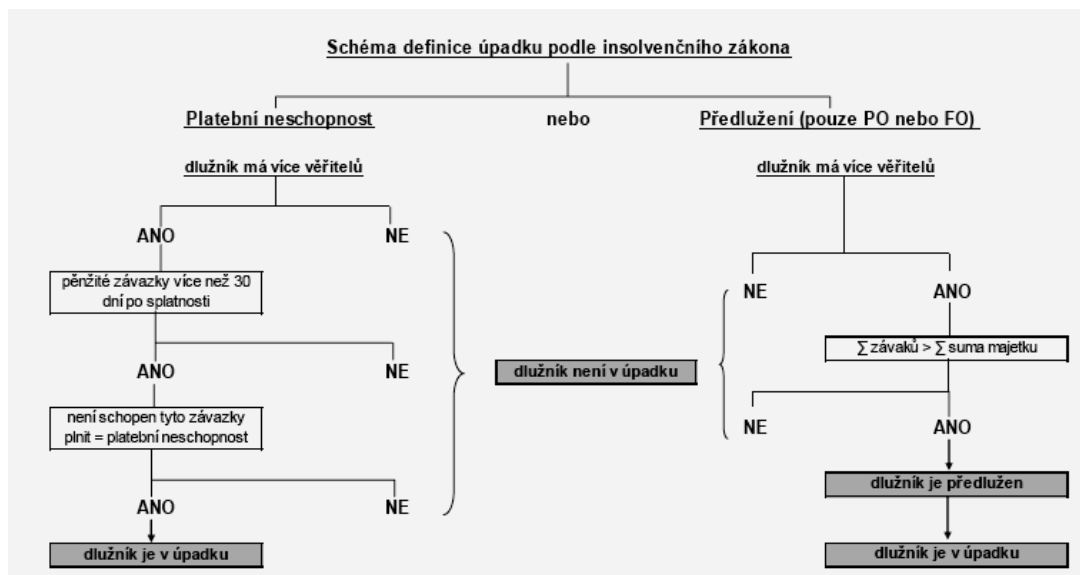 Schéma definice úpadku podle insolvenčního zákona
Platební neschopnost
nebo
Předlužení (pouze PO nebo FO)
dlužník má více věřitelů
ANO
NE
pěnžité závazky více než 30
dní po splatnosti
ANO
NE
není schopen tyto závazky
plnit = platební neschopnost
ANO
NE
dlužník je v úpadku
dlužník není v úpadku
dlužník má více věřitelů
NE
ANO
∑ závaků > ∑ suma majetku
NE
ANO
dlužník je předlužen
dlužník je v úpadku